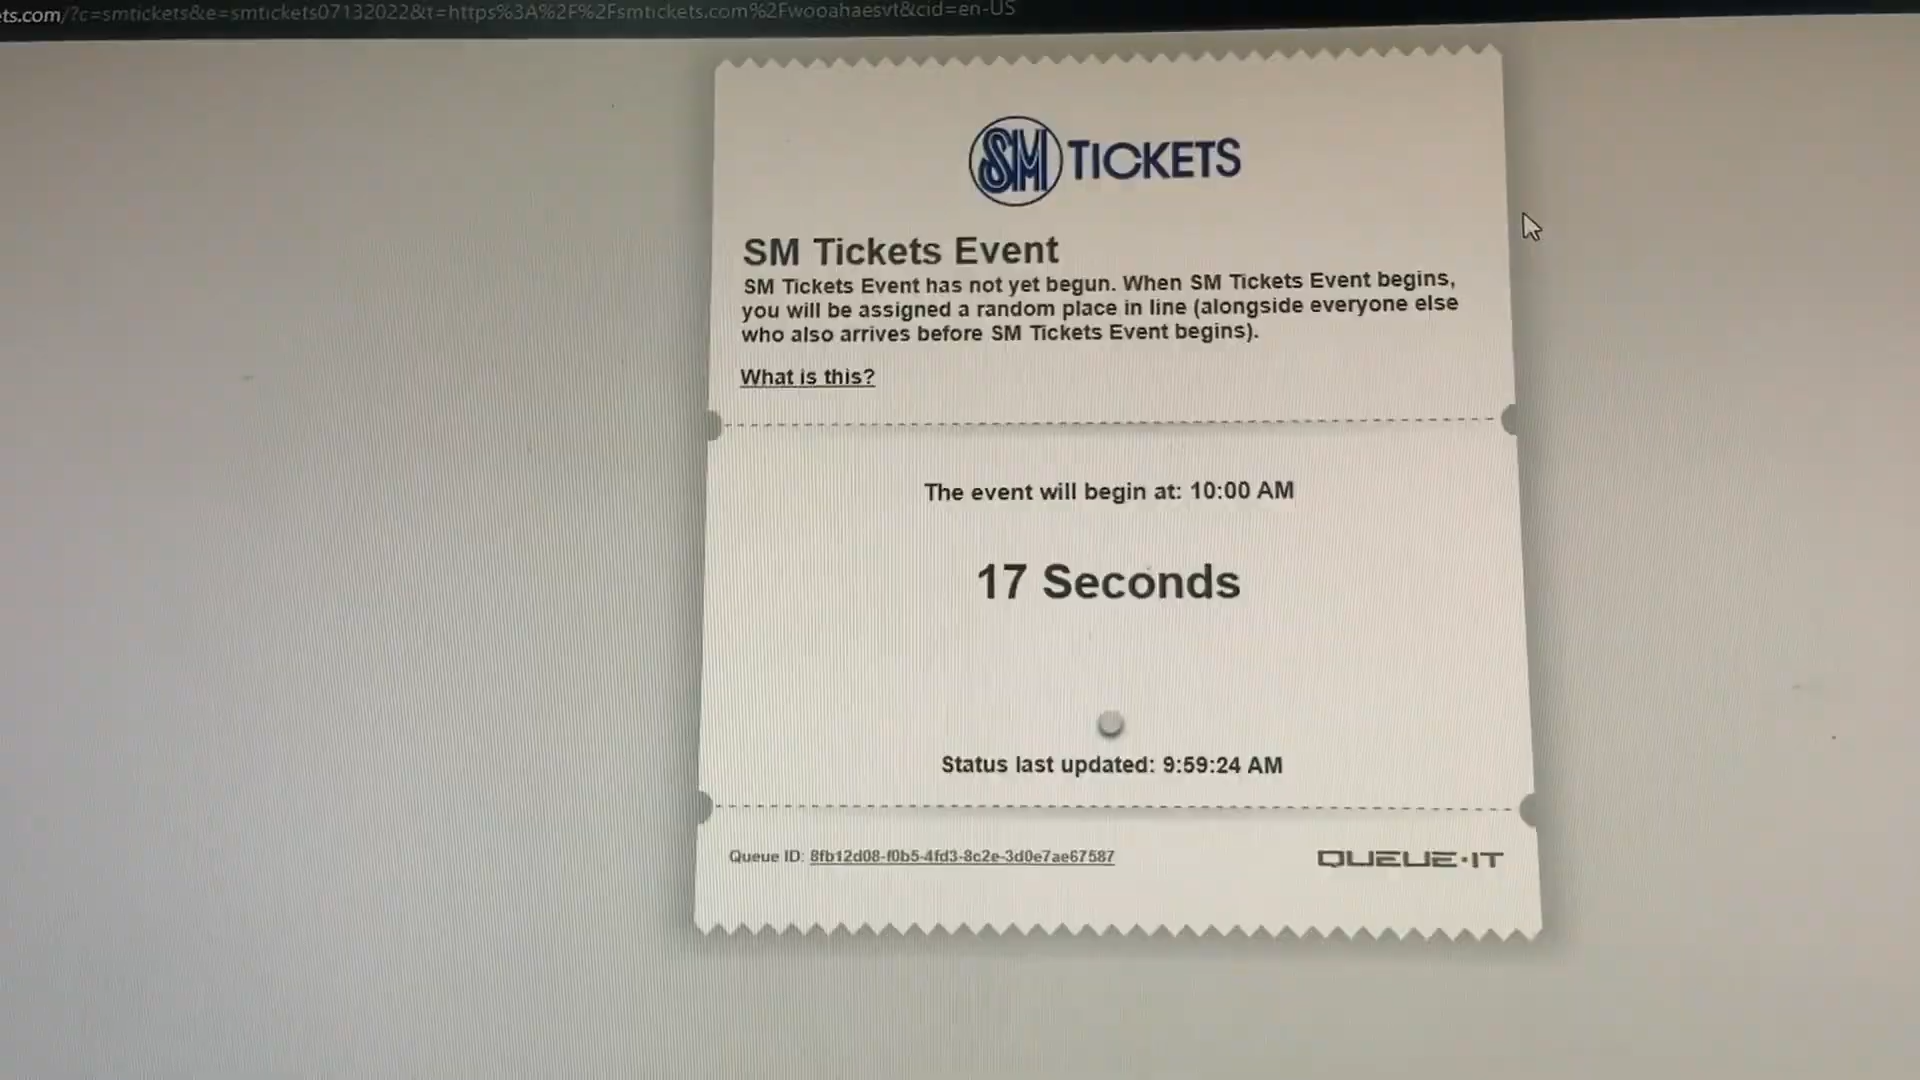 ets.com/?c=smtickets&e=smtickets07132022&t=https%3A%2F%2Fsmtickets.com%2Fwooahaesvt&cid=en-US
SM TICKETS
SM Tickets Event
SM Tickets Event has not yet begun. When SM Tickets Event begins,
you will be assigned a random place in line (alongside everyone else
who also arrives before SM Tickets Event begins).
What is this?
The event will begin at: 10:00 AM
17 Seconds
Status last updated: 9:59:24 AM
Queue ID: 8fb12d08-f0b5-4fd3-8c2e-3d0e7ae67587
QUEUE-IT